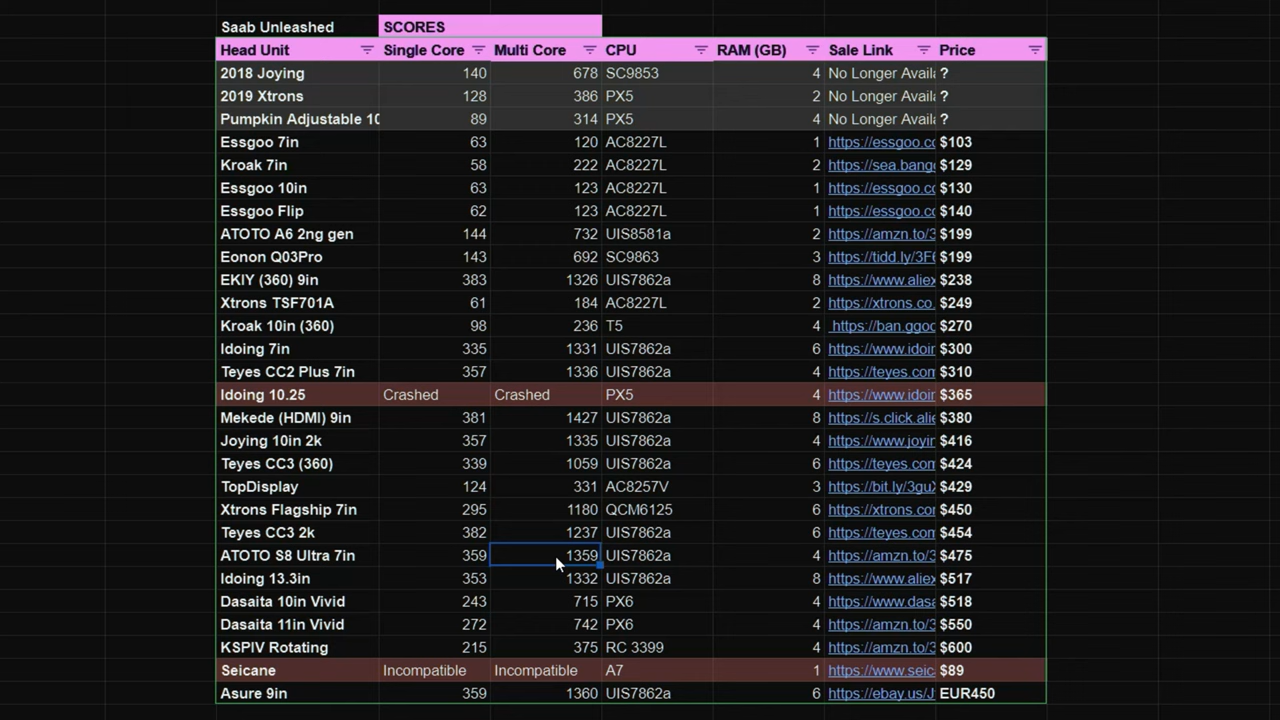 Saab Unleashed SCORES
Head Unit Single Core Multi Core CPU RAM (GB) Sale Link Price
2018 Joying 140 678 SC9853 4 No Longer Availa ?
2019 Xtrons 128 386 PX5 2 No Longer Availa ?
Pumpkin Adjustable 10 89 314 PX5 4 No Longer Availa ?
Essgoo 7in 63 120 AC8227L 1 https://essgoo.co $103
Kroak 7in 58 222 AC8227L 2 https://sea.bang $129
Essgoo 10in 63 123 AC8227L 1 https://essgoo.co $130
Essgoo Flip 62 123 AC8227L 1 https://essgoo.co $140
ATOTO A6 2ng gen 144 732 UIS8581a 2 https://amzn.to/3 $199
Eonon Q03Pro 143 692 SC9863 3 https://tidd.ly/3F6 $199
EKIY (360) 9in 383 1326 UIS7862a 8 https://www.aliex $238
Xtrons TSF701A 61 184 AC8227L 2 https://xtrons.co. $249
Kroak 10in (360) 98 236 T5 4 https://ban.ggoo $270
Idoing 7in 335 1331 UIS7862a 6 https://www.idoin $300
Teyes CC2 Plus 7in 357 1336 UIS7862a 4 https://teyes.com $310
Idoing 10.25 Crashed Crashed PX5 4 https://www.idoin $365
Mekede (HDMI) 9in 381 1427 UIS7862a 8 https://s.click.alie $380
Joying 10in 2k 357 1335 UIS7862a 4 https://www.joyin $416
Teyes CC3 (360) 339 1059 UIS7862a 6 https://teyes.com $424
TopDisplay 124 331 AC8257V 3 https://bit.ly/3guX $429
Xtrons Flagship 7in 295 1180 QCM6125 6 https://xtrons.cor $450
Teyes CC3 2k 382 1237 UIS7862a 6 https://teyes.com $454
ATOTO S8 Ultra 7in 359 1359 UIS7862a 4 https://amzn.to/3 $475
Idoing 13.3in 353 1332 UIS7862a 8 https://www.aliex $517
Dasaita 10in Vivid 243 715 PX6 4 https://www.dasa $518
Dasaita 11in Vivid 272 742 PX6 4 https://amzn.to/3 $550
KSPIV Rotating 215 375 RC 3399 4 https://amzn.to/3 $600
Seicane Incompatible Incompatible A7 1 https://www.seic $89
Asure 9in 359 1360 UIS7862a 6 https://ebay.us/J EUR450